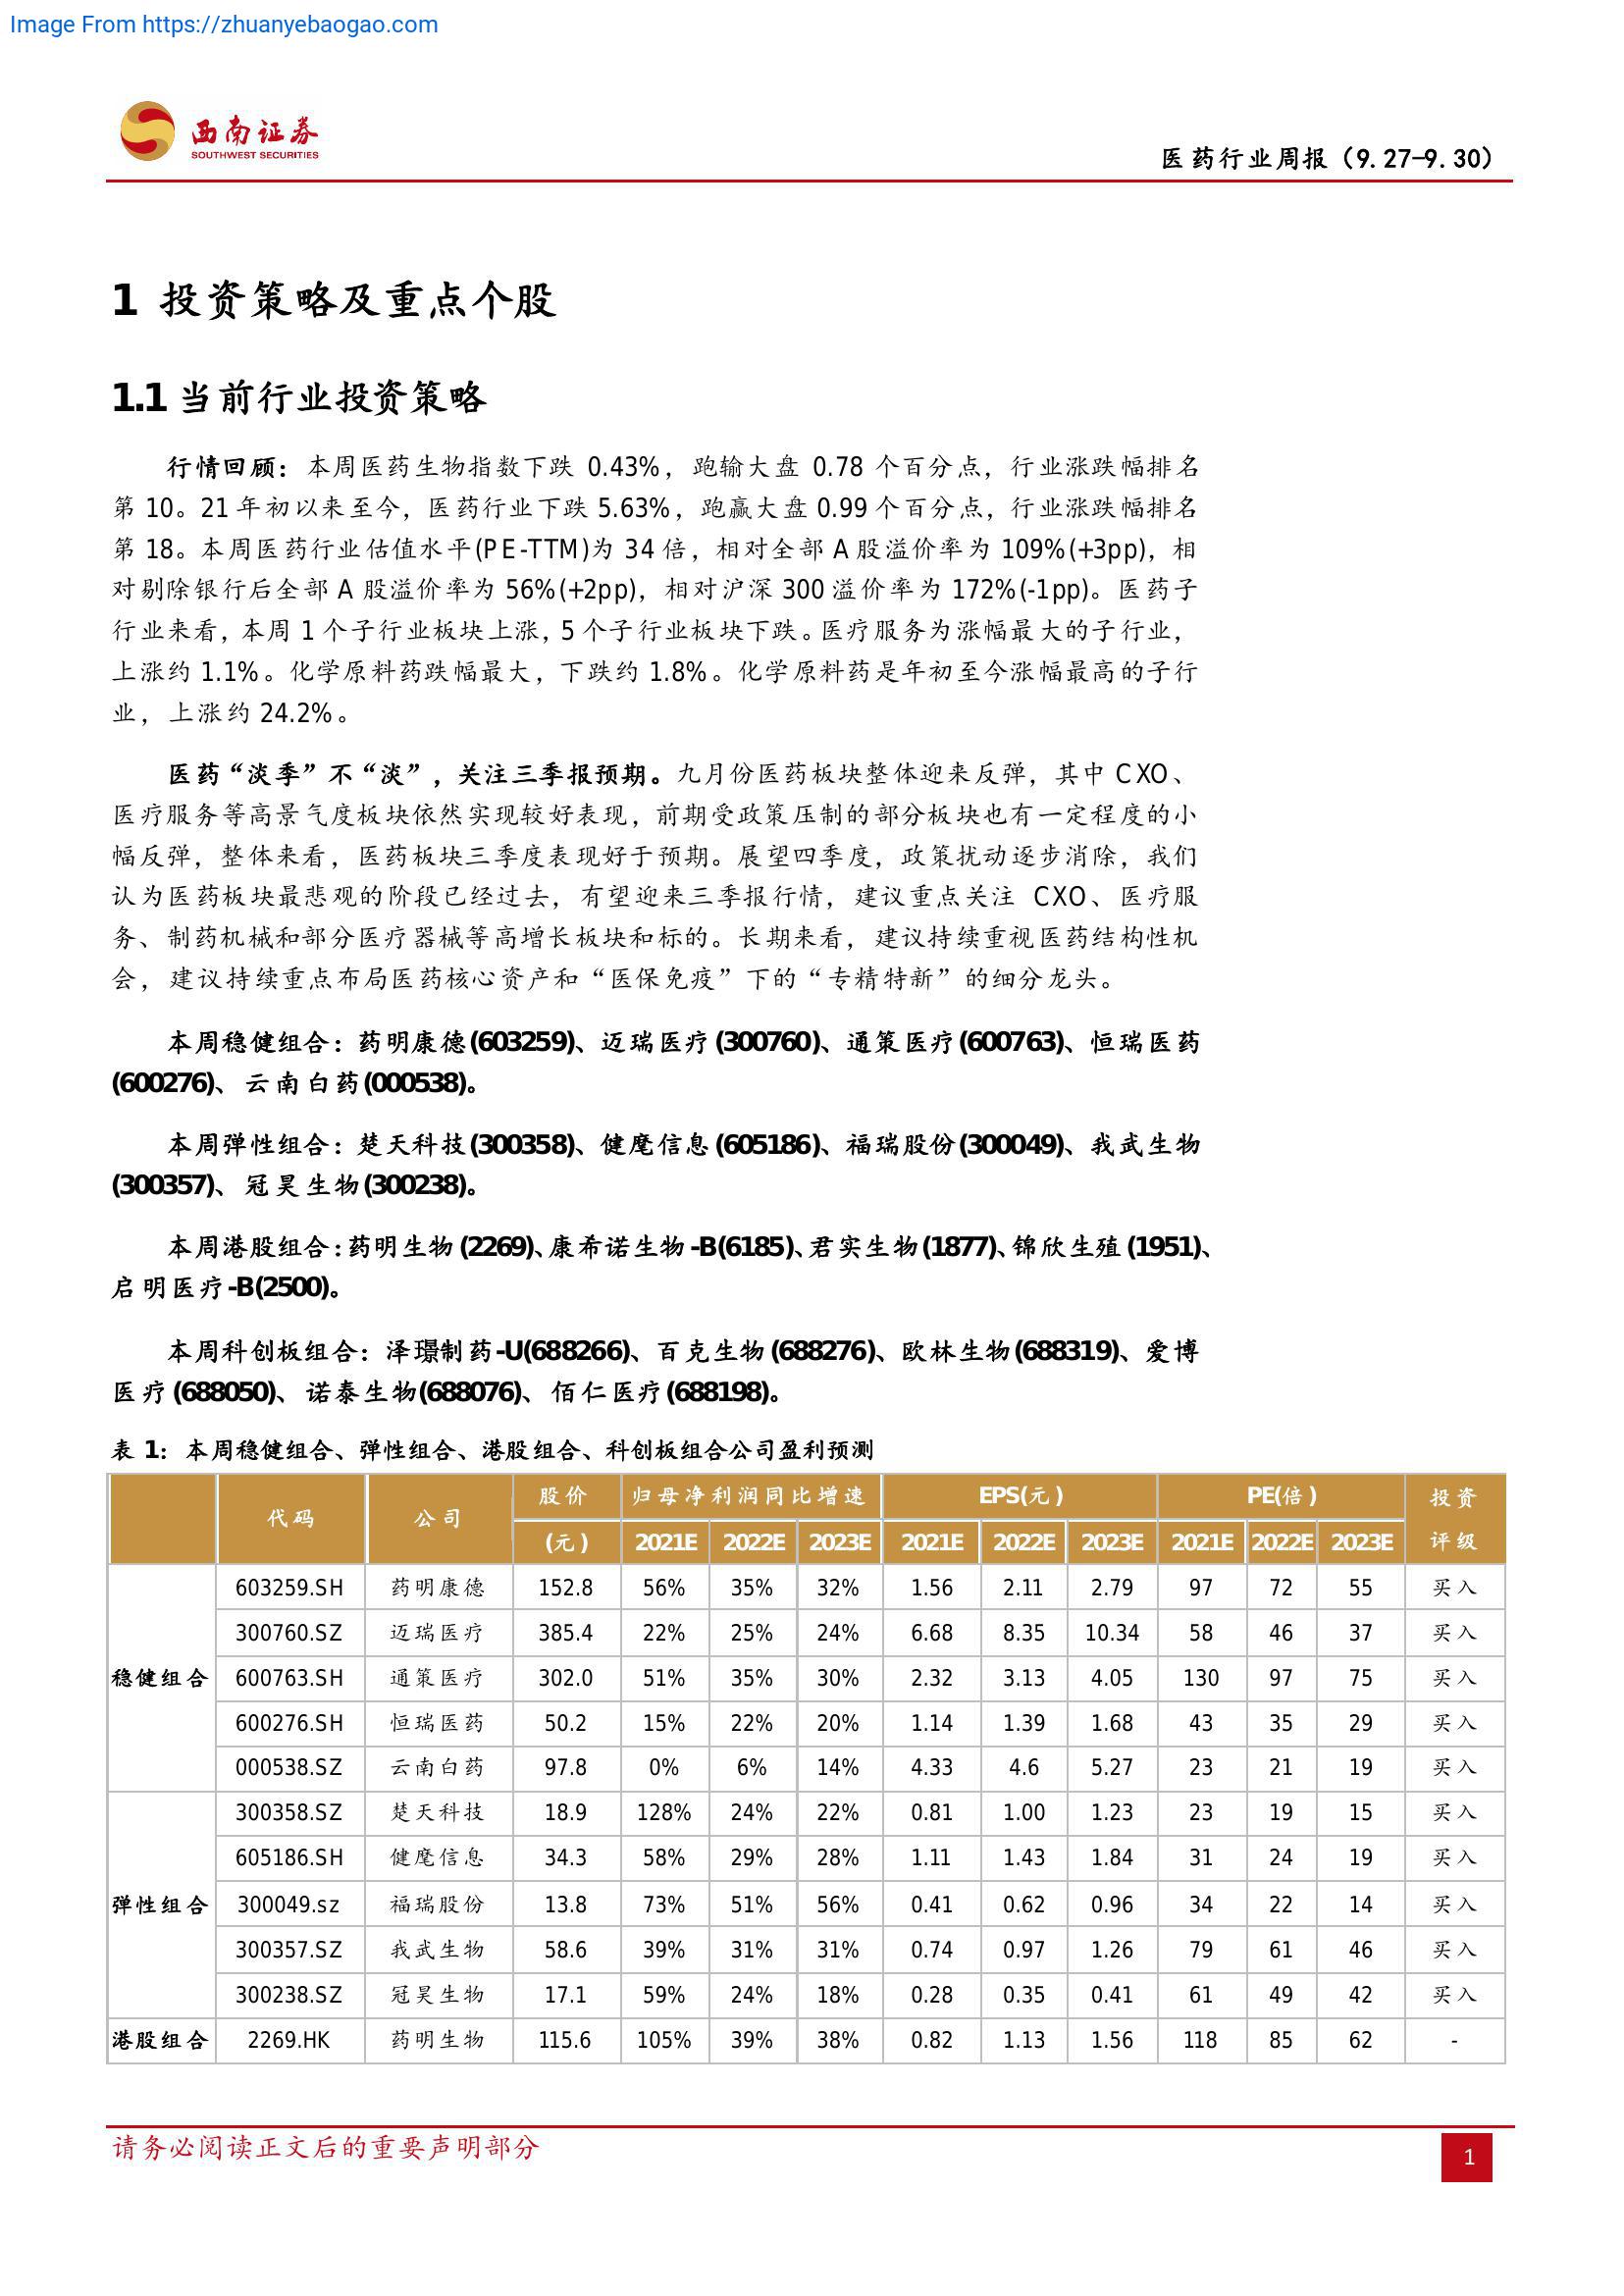 Image From https://zhuanyebaogao.com
西南证券
SOUTHWEST SECURITIES
医药行业周报（9.27-9.30）
1 投资策略及重点个股
1.1 当前行业投资策略
行情回顾：本周医药生物指数下跌 0.43%，跑输大盘 0.78 个百分点，行业涨跌幅排名
第 10。21 年初以来至今，医药行业下跌 5.63%，跑赢大盘 0.99 个百分点，行业涨跌幅排名
第 18。本周医药行业估值水平(PE-TTM)为 34 倍，相对全部 A 股溢价率为 109%(+3pp)，相
对剔除银行后全部 A 股溢价率为 56%(+2pp)，相对沪深 300 溢价率为 172%(-1pp)。医药子
行业来看，本周 1 个子行业板块上涨，5 个子行业板块下跌。医疗服务为涨幅最大的子行业，
上涨约 1.1%。化学原料药跌幅最大，下跌约 1.8%。化学原料药是年初至今涨幅最高的子行
业，上涨约 24.2%。
医药“淡季”不“淡”，关注三季报预期。九月份医药板块整体迎来反弹，其中 CXO、
医疗服务等高景气度板块依然实现较好表现，前期受政策压制的部分板块也有一定程度的小
幅反弹，整体来看，医药板块三季度表现好于预期。展望四季度，政策扰动逐步消除，我们
认为医药板块最悲观的阶段已经过去，有望迎来三季报行情，建议重点关注 CXO、医疗服
务、制药机械和部分医疗器械等高增长板块和标的。长期来看，建议持续重视医药结构性机
会，建议持续重点布局医药核心资产和“医保免疫”下的“专精特新”的细分龙头。
本周稳健组合：药明康德(603259)、迈瑞医疗(300760)、通策医疗(600763)、恒瑞医药
(600276)、云南白药(000538)。
本周弹性组合：楚天科技(300358)、健麾信息(605186)、福瑞股份(300049)、我武生物
(300357)、冠昊生物(300238)。
本周港股组合：药明生物(2269)、康希诺生物-B(6185)、君实生物(1877)、锦欣生殖(1951)、
启明医疗-B(2500)。
本周科创板组合：泽璟制药-U(688266)、百克生物(688276)、欧林生物(688319)、爱博
医疗(688050)、诺泰生物(688076)、佰仁医疗(688198)。
表 1：本周稳健组合、弹性组合、港股组合、科创板组合公司盈利预测
代码 公司 股价 归母净利润同比增速 EPS(元) PE(倍) 投资
(元) 2021E 2022E 2023E 2021E 2022E 2023E 2021E 2022E 2023E 评级
603259.SH 药明康德 152.8 56% 35% 32% 1.56 2.11 2.79 97 72 55 买入
300760.SZ 迈瑞医疗 385.4 22% 25% 24% 6.68 8.35 10.34 58 46 37 买入
稳健组合 600763.SH 通策医疗 302.0 51% 35% 30% 2.32 3.13 4.05 130 97 75 买入
600276.SH 恒瑞医药 50.2 15% 22% 20% 1.14 1.39 1.68 43 35 29 买入
000538.SZ 云南白药 97.8 0% 6% 14% 4.33 4.6 5.27 23 21 19 买入
300358.SZ 楚天科技 18.9 128% 24% 22% 0.81 1.00 1.23 23 19 15 买入
605186.SH 健麾信息 34.3 58% 29% 28% 1.11 1.43 1.84 31 24 19 买入
弹性组合 300049.sz 福瑞股份 13.8 73% 51% 56% 0.41 0.62 0.96 34 22 14 买入
300357.SZ 我武生物 58.6 39% 31% 31% 0.74 0.97 1.26 79 61 46 买入
300238.SZ 冠昊生物 17.1 59% 24% 18% 0.28 0.35 0.41 61 49 42 买入
港股组合 2269.HK 药明生物 115.6 105% 39% 38% 0.82 1.13 1.56 118 85 62 -
请务必阅读正文后的重要声明部分
1